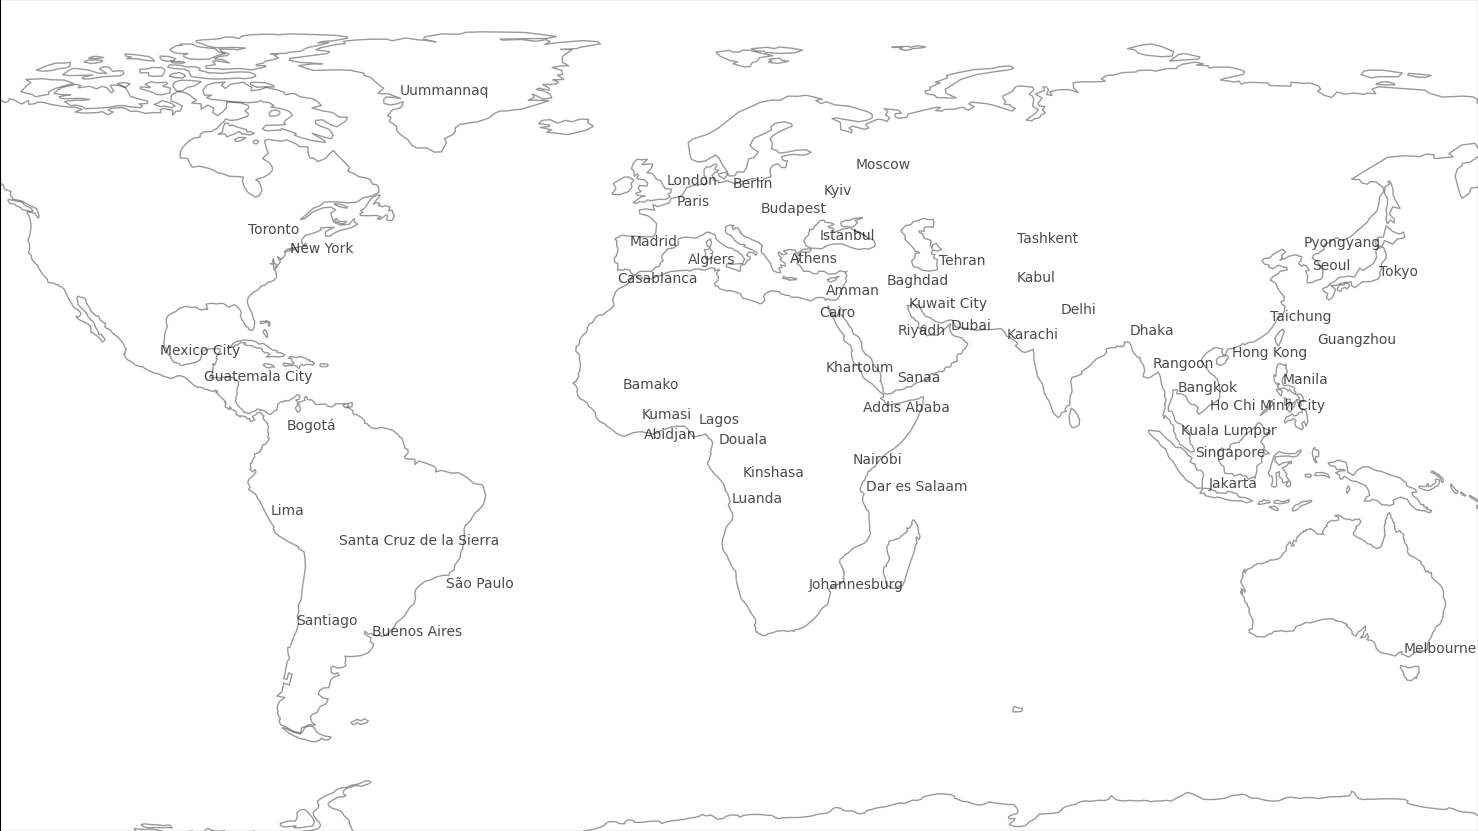 Uummannaq
Moscow
London
Berlin
Kyiv
Paris
Budapest
Toronto
New York
Madrid
Istanbul
Tashkent
Pyongyang
Algiers
Athens
Tehran
Seoul
Tokyo
Casablanca
Baghdad
Kabul
Amman
Kuwait City
Delhi
Cairo
Taichung
Riyadh
Dubai
Karachi
Dhaka
Guangzhou
Mexico City
Hong Kong
Rangoon
Khartoum
Guatemala City
Sanaa
Manila
Bamako
Bangkok
Addis Ababa
Ho Chi Minh City
Kumasi
Lagos
Bogotá
Abidjan
Douala
Kuala Lumpur
Singapore
Nairobi
Kinshasa
Jakarta
Dar es Salaam
Luanda
Lima
Santa Cruz de la Sierra
São Paulo
Johannesburg
Santiago
Buenos Aires
Melbourne